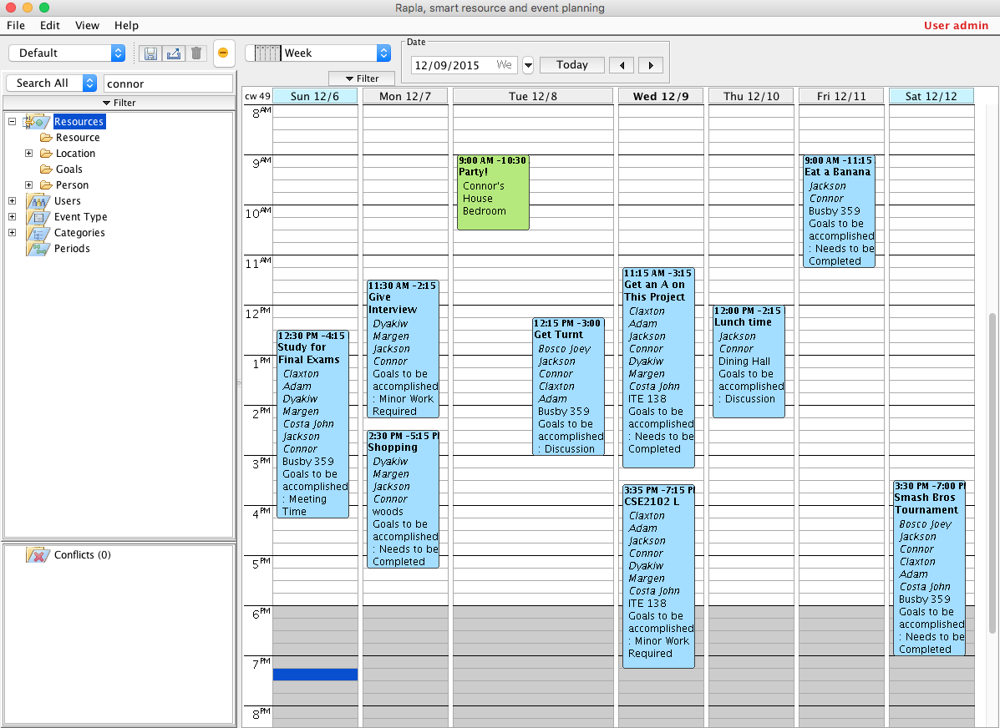 Rapla, smart resource and event planning
File Edit View Help User admin
Default
Search All connor
Filter
Resources
Resource
Location
Goals
Person
Users
Event Type
Categories
Periods
Conflicts (0)
Week
Filter
Date
12/09/2015 We Today
cw 49 Sun 12/6 Mon 12/7 Tue 12/8 Wed 12/9 Thu 12/10 Fri 12/11 Sat 12/12
8AM
9AM
10AM
11AM
12PM
1PM
2PM
3PM
4PM
5PM
6PM
7PM
8PM
12:30 PM -4:15
Study for
Final Exams
Claxton
Adam
Dyakiw
Margen
Costa John
Jackson
Connor
Busby 359
Goals to be
accomplished
: Meeting
Time
11:30 AM -2:15
Give
Interview
Dyakiw
Margen
Jackson
Connor
Goals to be
accomplished
: Minor Work
Required
2:30 PM -5:15 P
Shopping
Dyakiw
Margen
Jackson
Connor
woods
Goals to be
accomplished
: Needs to be
Completed
9:00 AM -10:30
Party!
Connor's
House
Bedroom
12:15 PM -3:00
Get Turnt
Bosco Joey
Jackson
Connor
Claxton
Adam
Busby 359
Goals to be
accomplished
: Discussion
11:15 AM -3:15
Get an A on
This Project
Claxton
Adam
Jackson
Connor
Dyakiw
Margen
Costa John
ITE 138
Goals to be
accomplished
: Needs to be
Completed
3:35 PM -7:15 P
CSE2102 L
Claxton
Adam
Jackson
Connor
Dyakiw
Margen
Costa John
ITE 138
Goals to be
accomplished
: Minor Work
Required
12:00 PM -2:15
Lunch time
Jackson
Connor
Dining Hall
Goals to be
accomplished
: Discussion
9:00 AM -11:15
Eat a Banana
Jackson
Connor
Busby 359
Goals to be
accomplished
: Needs to be
Completed
3:30 PM -7:00 P
Smash Bros
Tournament
Bosco Joey
Jackson
Connor
Claxton
Adam
Costa John
Busby 359
Goals to be
accomplished
: Needs to be
Completed